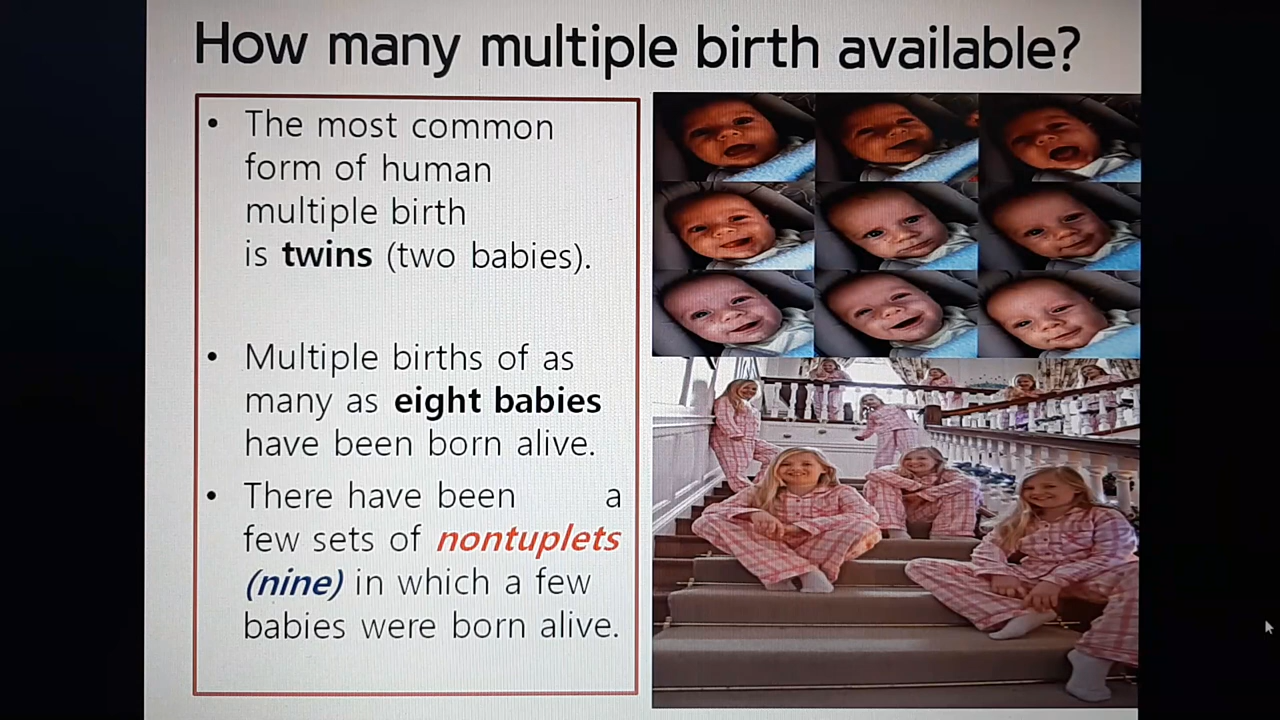 How many multiple birth available?
• The most common
form of human
multiple birth
is twins (two babies).
• Multiple births of as
many as eight babies
have been born alive.
• There have been a
few sets of nontuplets
(nine) in which a few
babies were born alive.